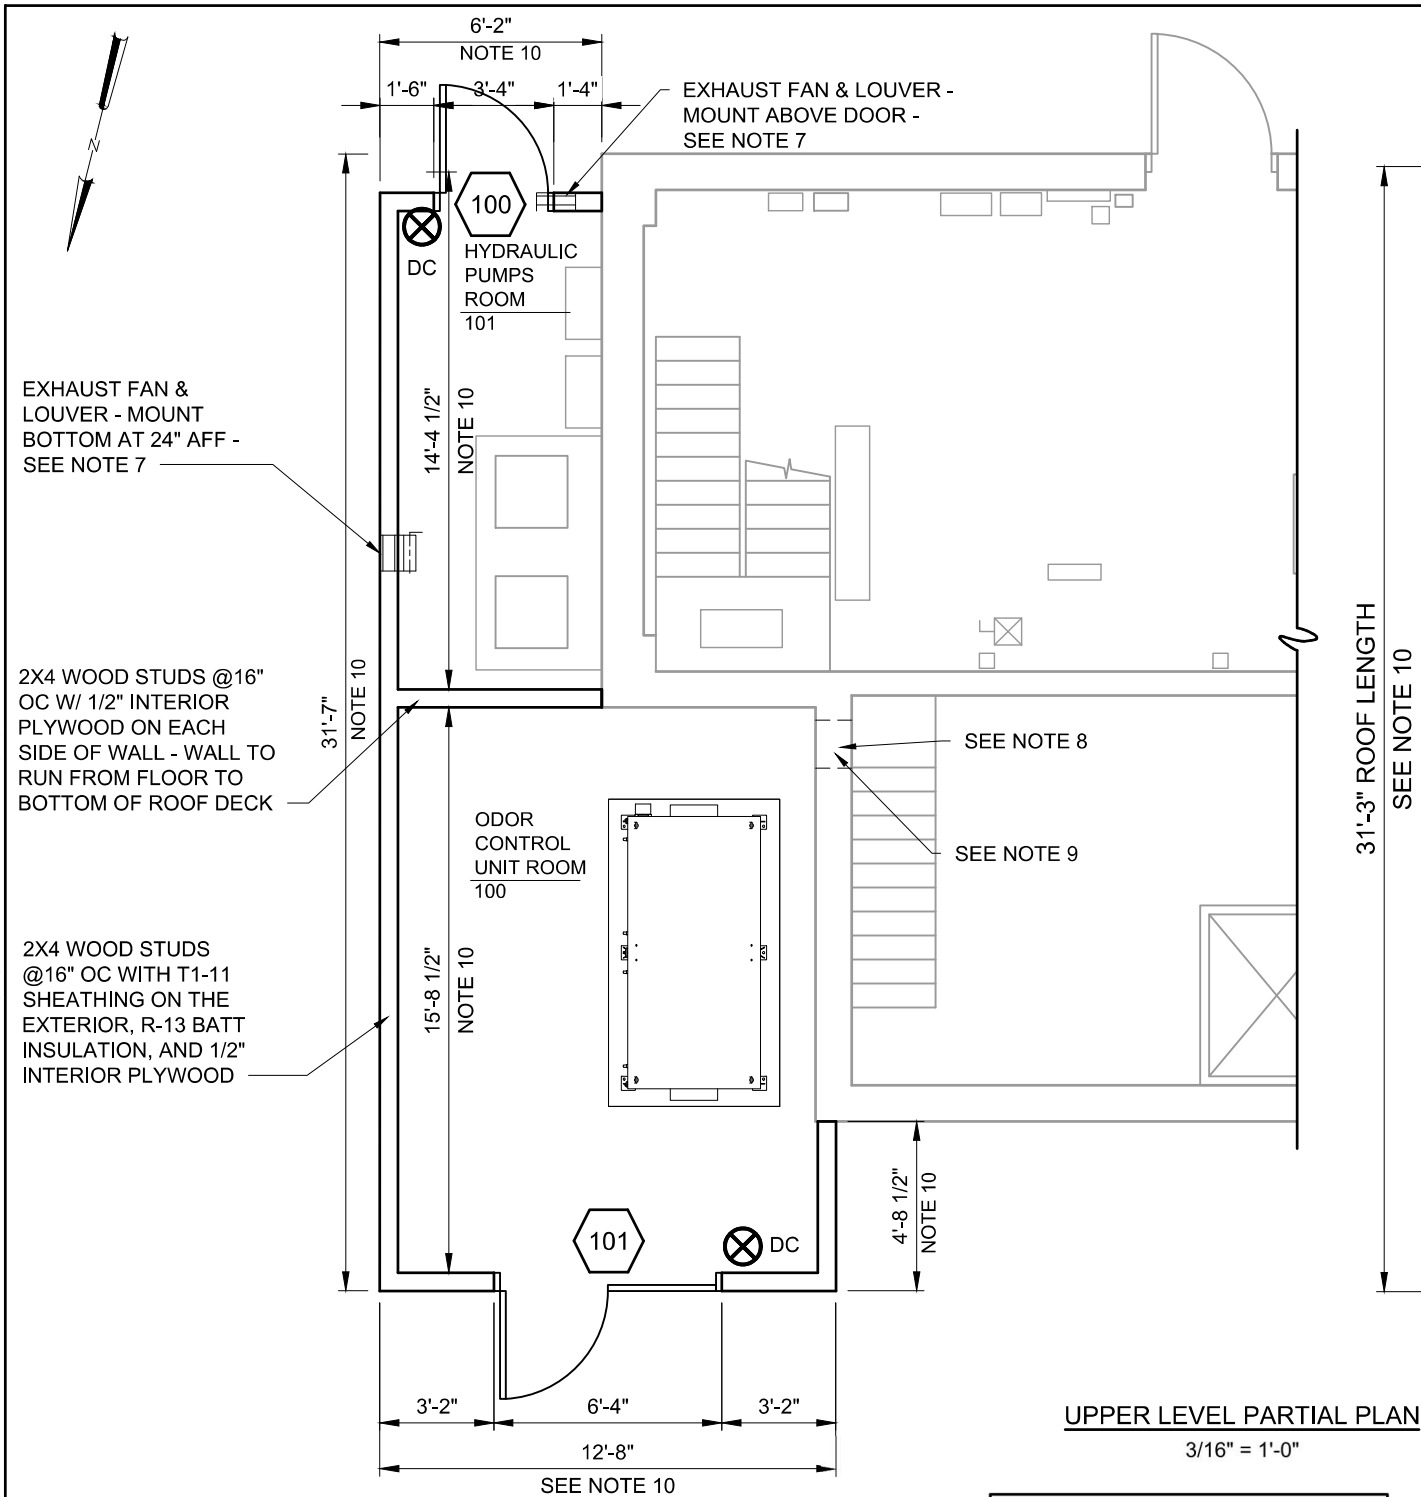 6'-2"
NOTE 10
1'-6"
3'-4"
1'-4"
EXHAUST FAN & LOUVER -
MOUNT ABOVE DOOR -
SEE NOTE 7
N
100
HYDRAULIC
PUMPS
ROOM
101
DC
EXHAUST FAN &
LOUVER - MOUNT
BOTTOM AT 24" AFF -
SEE NOTE 7
14'-4 1/2"
NOTE 10
2X4 WOOD STUDS @16"
OC W/ 1/2" INTERIOR
PLYWOOD ON EACH
SIDE OF WALL - WALL TO
RUN FROM FLOOR TO
BOTTOM OF ROOF DECK
31'-7"
NOTE 10
31'-3" ROOF LENGTH
SEE NOTE 10
SEE NOTE 8
SEE NOTE 9
ODOR
CONTROL
UNIT ROOM
100
2X4 WOOD STUDS
@16" OC WITH T1-11
SHEATHING ON THE
EXTERIOR, R-13 BATT
INSULATION, AND 1/2"
INTERIOR PLYWOOD
15'-8 1/2"
NOTE 10
4'-8 1/2"
NOTE 10
101
DC
3'-2"
6'-4"
3'-2"
12'-8"
SEE NOTE 10
UPPER LEVEL PARTIAL PLAN
3/16" = 1'-0"